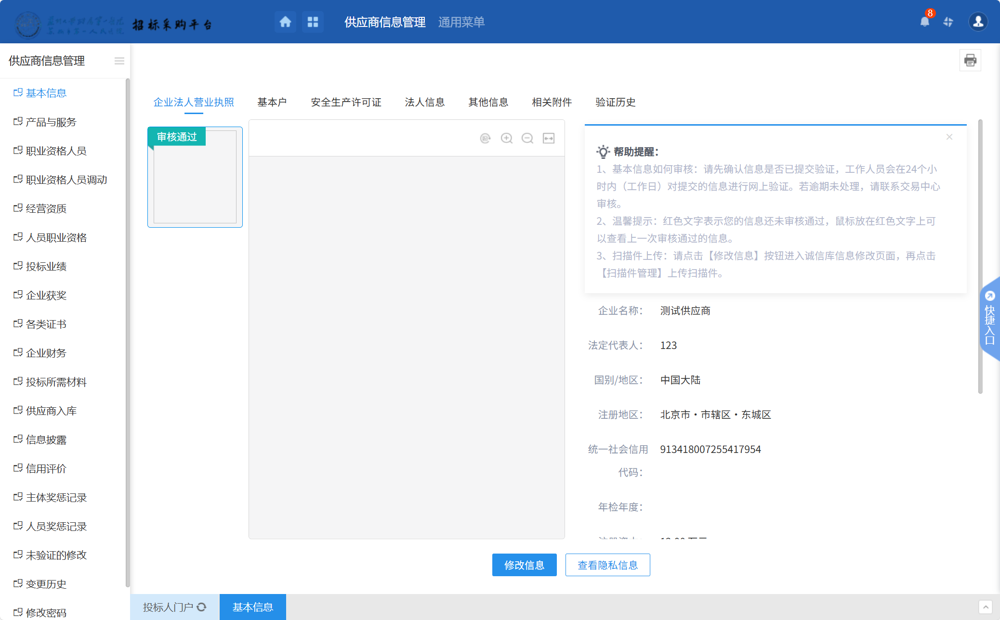 招标采购平台
供应商信息管理 通用菜单
8
供应商信息管理
基本信息
产品与服务
职业资格人员
职业资格人员调动
经营资质
人员职业资格
投标业绩
企业获奖
各类证书
企业财务
投标所需材料
供应商入库
信息披露
信用评价
主体奖惩记录
人员奖惩记录
未验证的修改
变更历史
修改密码
企业法人营业执照 基本户 安全生产许可证 法人信息 其他信息 相关附件 验证历史
审核通过
帮助提醒：
1、基本信息如何审核：请先确认信息是否已提交验证，工作人员会在24个小
时内（工作日）对提交的信息进行网上验证。若逾期未处理，请联系交易中心
审核。
2、温馨提示：红色文字表示您的信息还未审核通过，鼠标放在红色文字上可
以查看上一次审核通过的信息。
3、扫描件上传：请点击【修改信息】按钮进入诚信库信息修改页面，再点击
【扫描件管理】上传扫描件。
企业名称： 测试供应商
法定代表人： 123
国别/地区： 中国大陆
注册地区： 北京市·市辖区·东城区
统一社会信用 913418007255417954
代码：
年检年度：
快捷入口
修改信息 查看隐私信息
投标人门户 基本信息